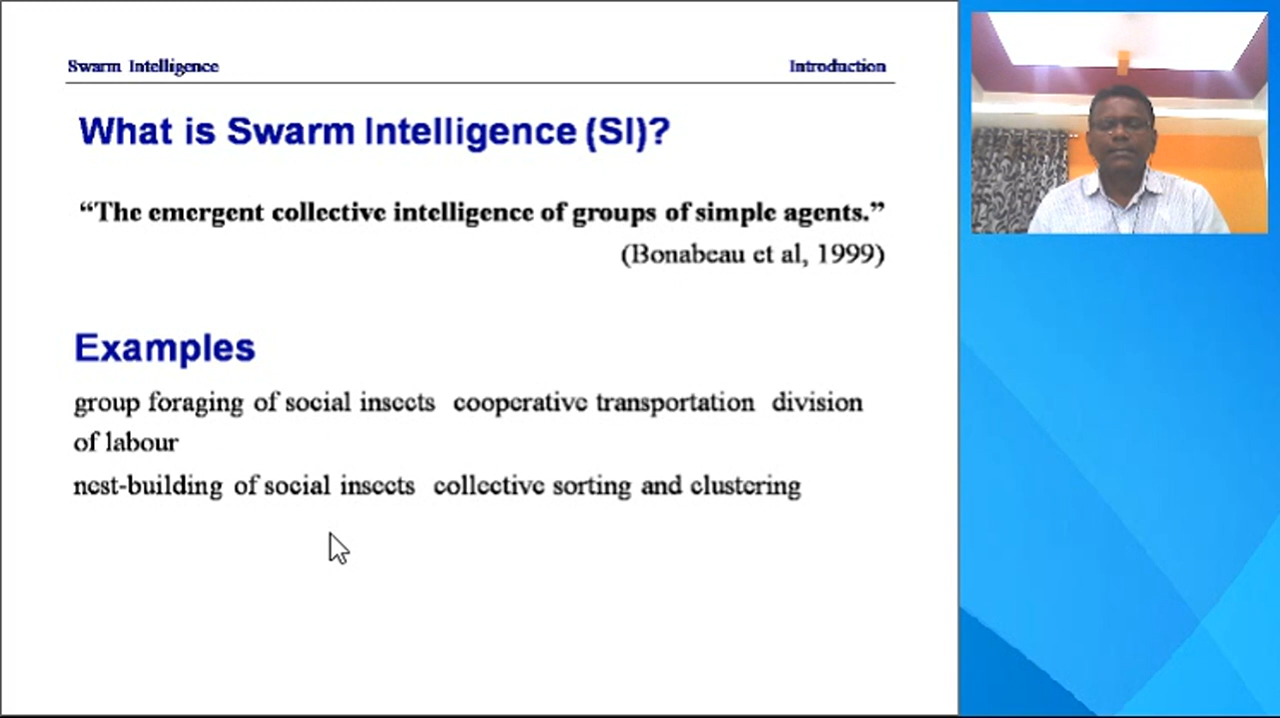 Swarm Intelligence Introduction
What is Swarm Intelligence (SI)?
“The emergent collective intelligence of groups of simple agents.”
(Bonabeau et al, 1999)
Examples
group foraging of social insects cooperative transportation division
of labour
nest-building of social insects collective sorting and clustering